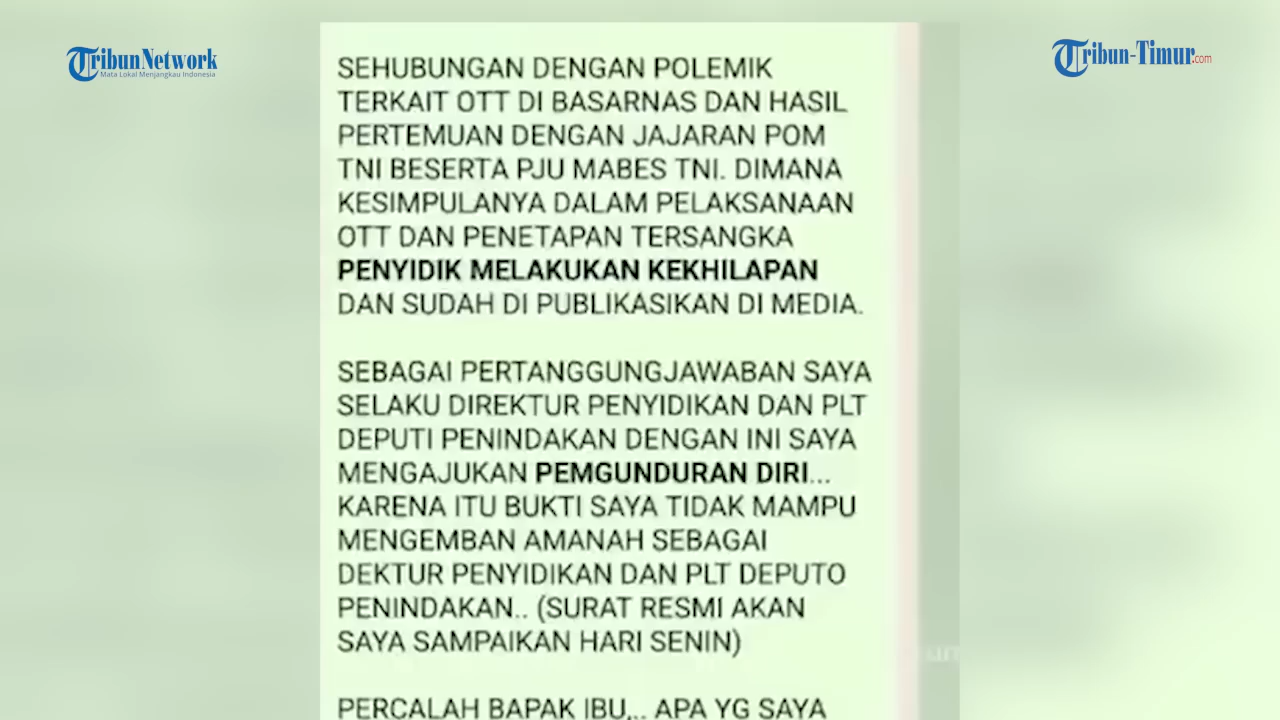 Tribun Network
Mata Lokal Menjangkau Indonesia
Tribun-Timur.com
SEHUBUNGAN DENGAN POLEMIK
TERKAIT OTT DI BASARNAS DAN HASIL
PERTEMUAN DENGAN JAJARAN POM
TNI BESERTA PJU MABES TNI. DIMANA
KESIMPULANYA DALAM PELAKSANAAN
OTT DAN PENETAPAN TERSANGKA
PENYIDIK MELAKUKAN KEKHILAPAN
DAN SUDAH DI PUBLIKASIKAN DI MEDIA.
SEBAGAI PERTANGGUNGJAWABAN SAYA
SELAKU DIREKTUR PENYIDIKAN DAN PLT
DEPUTI PENINDAKAN DENGAN INI SAYA
MENGAJUKAN PEMGUNDURAN DIRI...
KARENA ITU BUKTI SAYA TIDAK MAMPU
MENGEMBAN AMANAH SEBAGAI
DEKTUR PENYIDIKAN DAN PLT DEPUTO
PENINDAKAN.. (SURAT RESMI AKAN
SAYA SAMPAIKAN HARI SENIN)
PERCALAH BAPAK IBU,.. APA YG SAYA